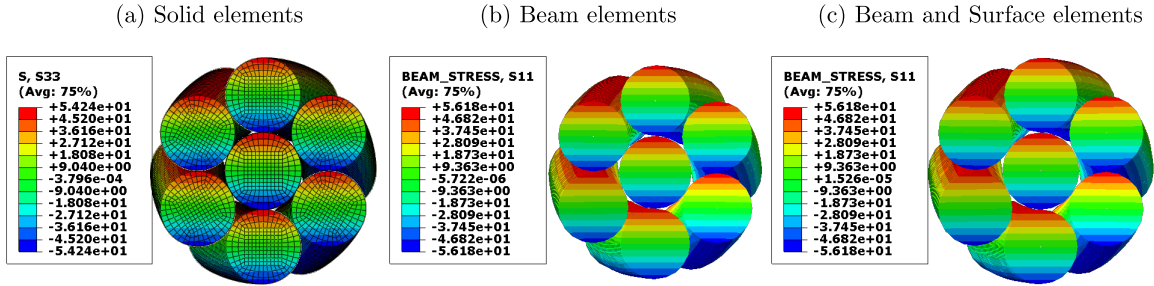 (a) Solid elements
(b) Beam elements
(c) Beam and Surface elements
S, S33
(Avg: 75%)
+5.424e+01
+4.520e+01
+3.616e+01
+2.712e+01
+1.808e+01
+9.040e+00
-3.796e-04
-9.040e+00
-1.808e+01
-2.712e+01
-3.616e+01
-4.520e+01
-5.424e+01
BEAM_STRESS, S11
(Avg: 75%)
+5.618e+01
+4.682e+01
+3.745e+01
+2.809e+01
+1.873e+01
+9.363e+00
-5.722e-06
-9.363e+00
-1.873e+01
-2.809e+01
-3.745e+01
-4.682e+01
-5.618e+01
BEAM_STRESS, S11
(Avg: 75%)
+5.618e+01
+4.682e+01
+3.745e+01
+2.809e+01
+1.873e+01
+9.363e+00
+1.526e-05
-9.363e+00
-1.873e+01
-2.809e+01
-3.745e+01
-4.682e+01
-5.618e+01